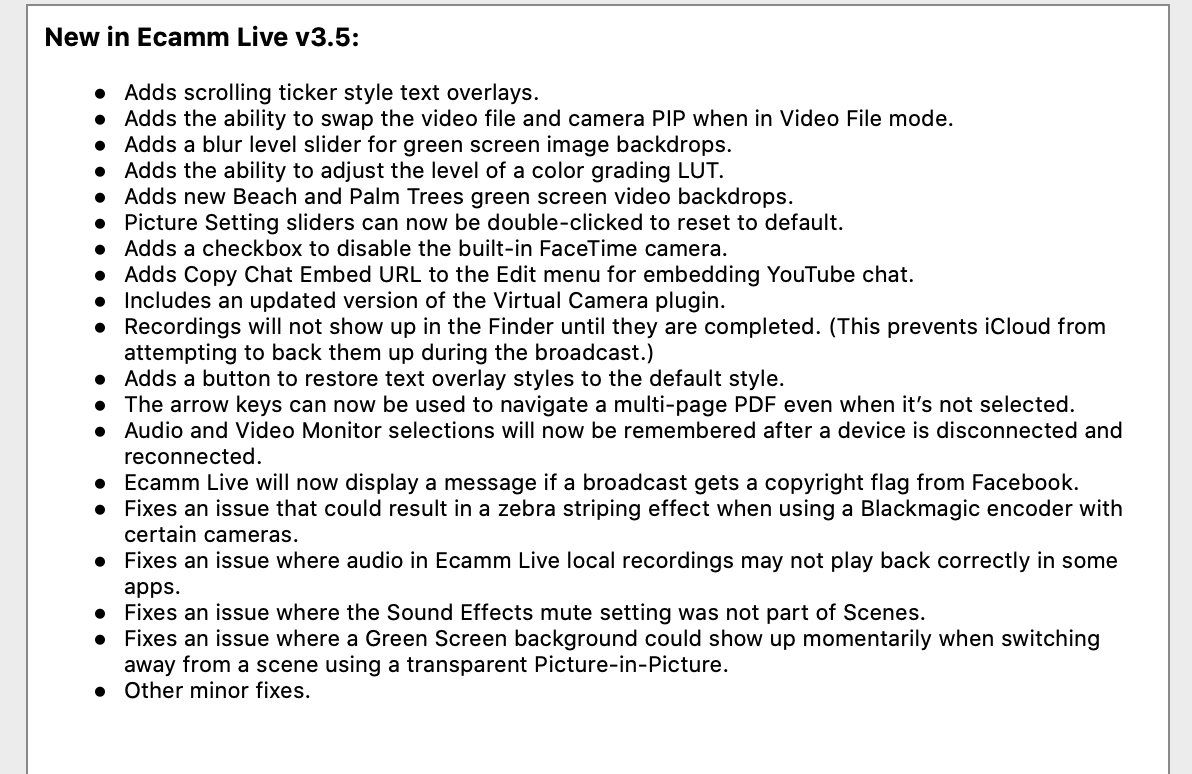 New in Ecamm Live v3.5:
● Adds scrolling ticker style text overlays.
● Adds the ability to swap the video file and camera PIP when in Video File mode.
● Adds a blur level slider for green screen image backdrops.
● Adds the ability to adjust the level of a color grading LUT.
● Adds new Beach and Palm Trees green screen video backdrops.
● Picture Setting sliders can now be double-clicked to reset to default.
● Adds a checkbox to disable the built-in FaceTime camera.
● Adds Copy Chat Embed URL to the Edit menu for embedding YouTube chat.
● Includes an updated version of the Virtual Camera plugin.
● Recordings will not show up in the Finder until they are completed. (This prevents iCloud from
attempting to back them up during the broadcast.)
● Adds a button to restore text overlay styles to the default style.
● The arrow keys can now be used to navigate a multi-page PDF even when it’s not selected.
● Audio and Video Monitor selections will now be remembered after a device is disconnected and
reconnected.
● Ecamm Live will now display a message if a broadcast gets a copyright flag from Facebook.
● Fixes an issue that could result in a zebra striping effect when using a Blackmagic encoder with
certain cameras.
● Fixes an issue where audio in Ecamm Live local recordings may not play back correctly in some
apps.
● Fixes an issue where the Sound Effects mute setting was not part of Scenes.
● Fixes an issue where a Green Screen background could show up momentarily when switching
away from a scene using a transparent Picture-in-Picture.
● Other minor fixes.